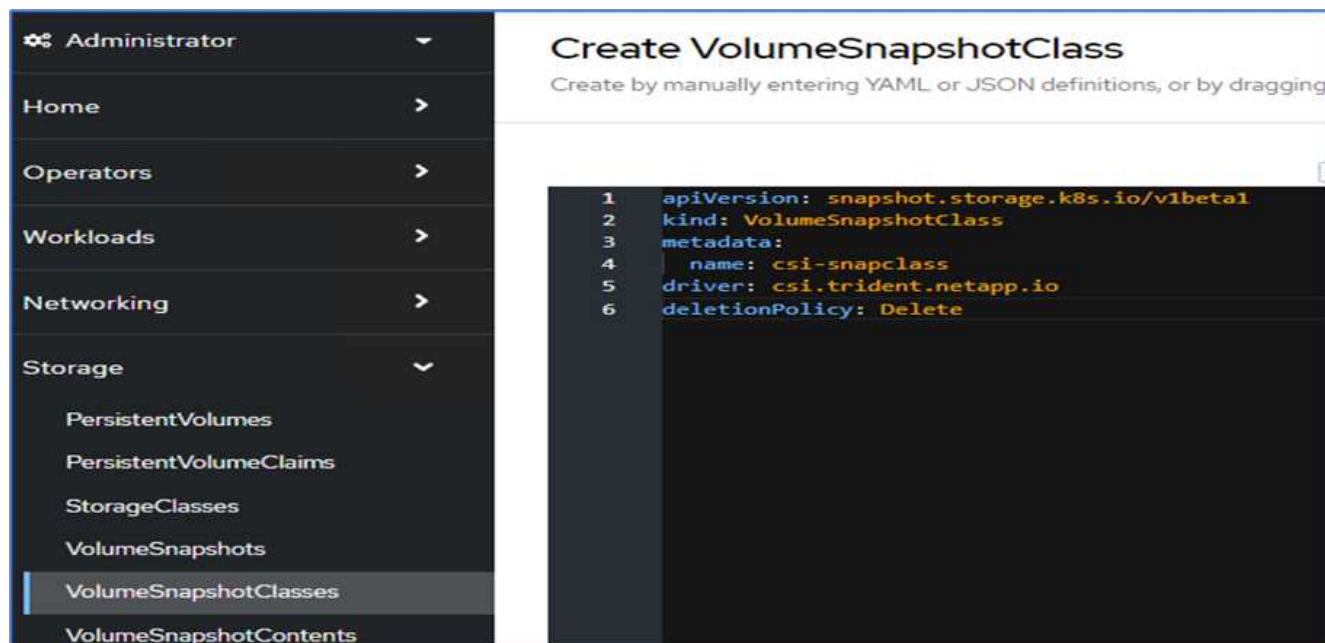 Administrator
Home
Operators
Workloads
Networking
Storage
PersistentVolumes
PersistentVolumeClaims
StorageClasses
VolumeSnapshots
VolumeSnapshotClasses
VolumeSnapshotContents
Create VolumeSnapshotClass
Create by manually entering YAML or JSON definitions, or by dragging
1 apiVersion: snapshot.storage.k8s.io/v1beta1
2 kind: VolumeSnapshotClass
3 metadata:
4   name: csi-snapclass
5 driver: csi.trident.netapp.io
6 deletionPolicy: Delete